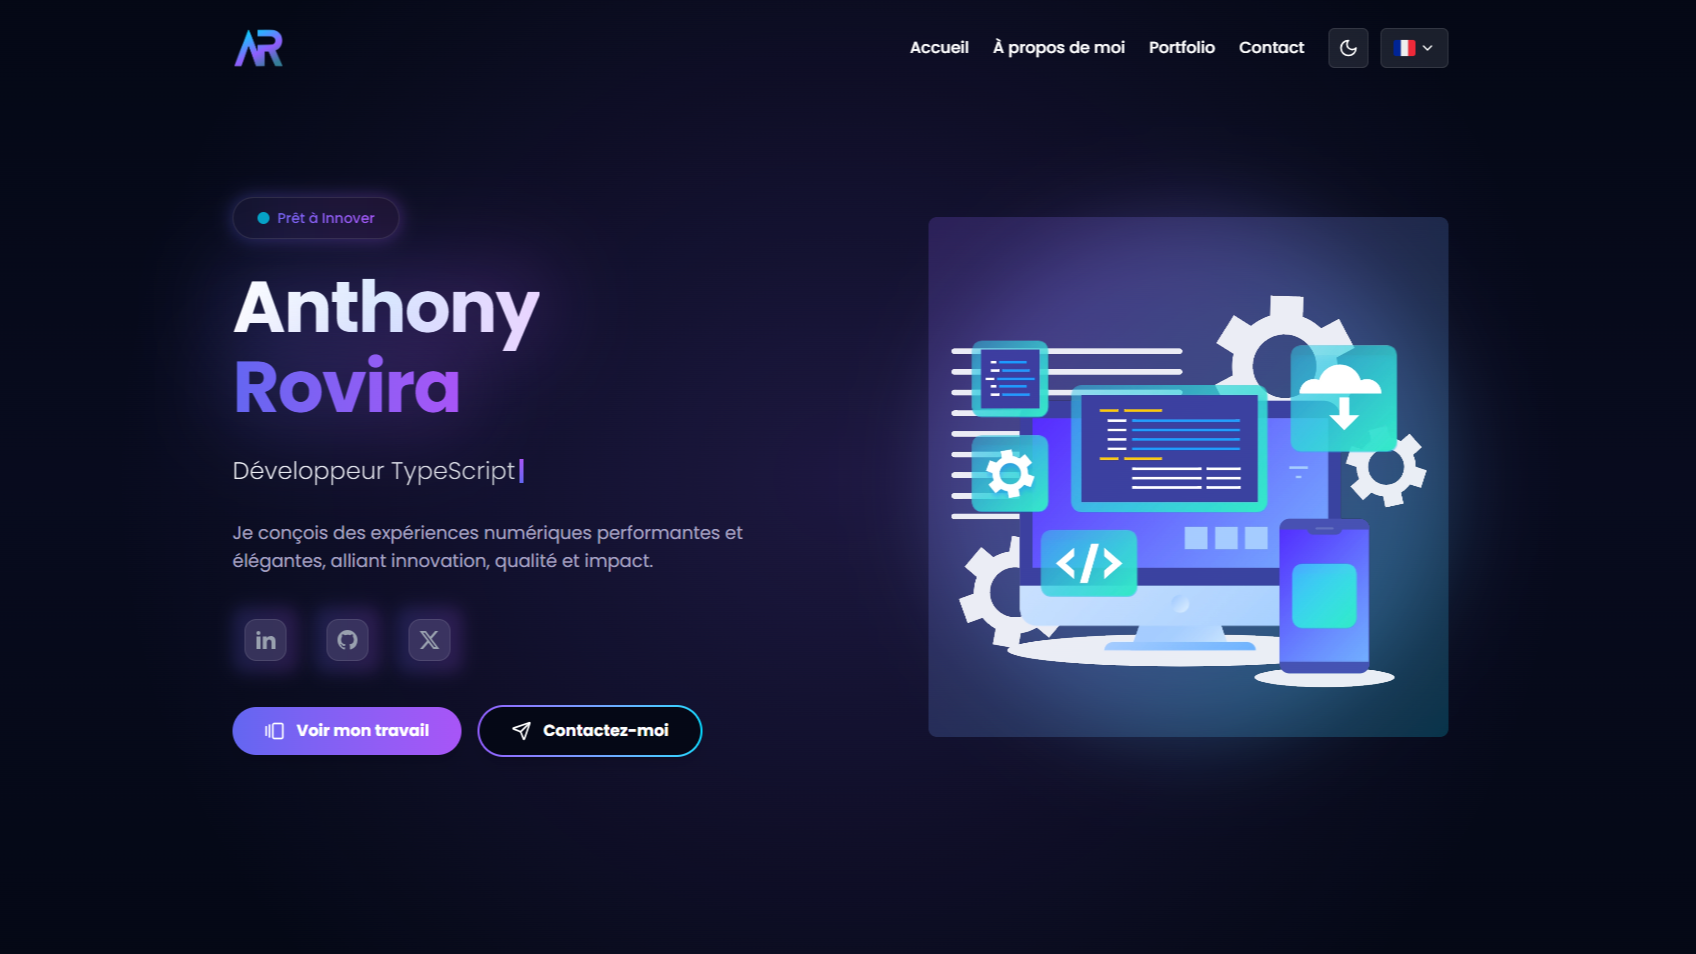 AR
Accueil À propos de moi Portfolio Contact
Prêt à Innover
Anthony
Rovira
Développeur TypeScript
Je conçois des expériences numériques performantes et
élégantes, alliant innovation, qualité et impact.
in X
Voir mon travail Contactez-moi
</>